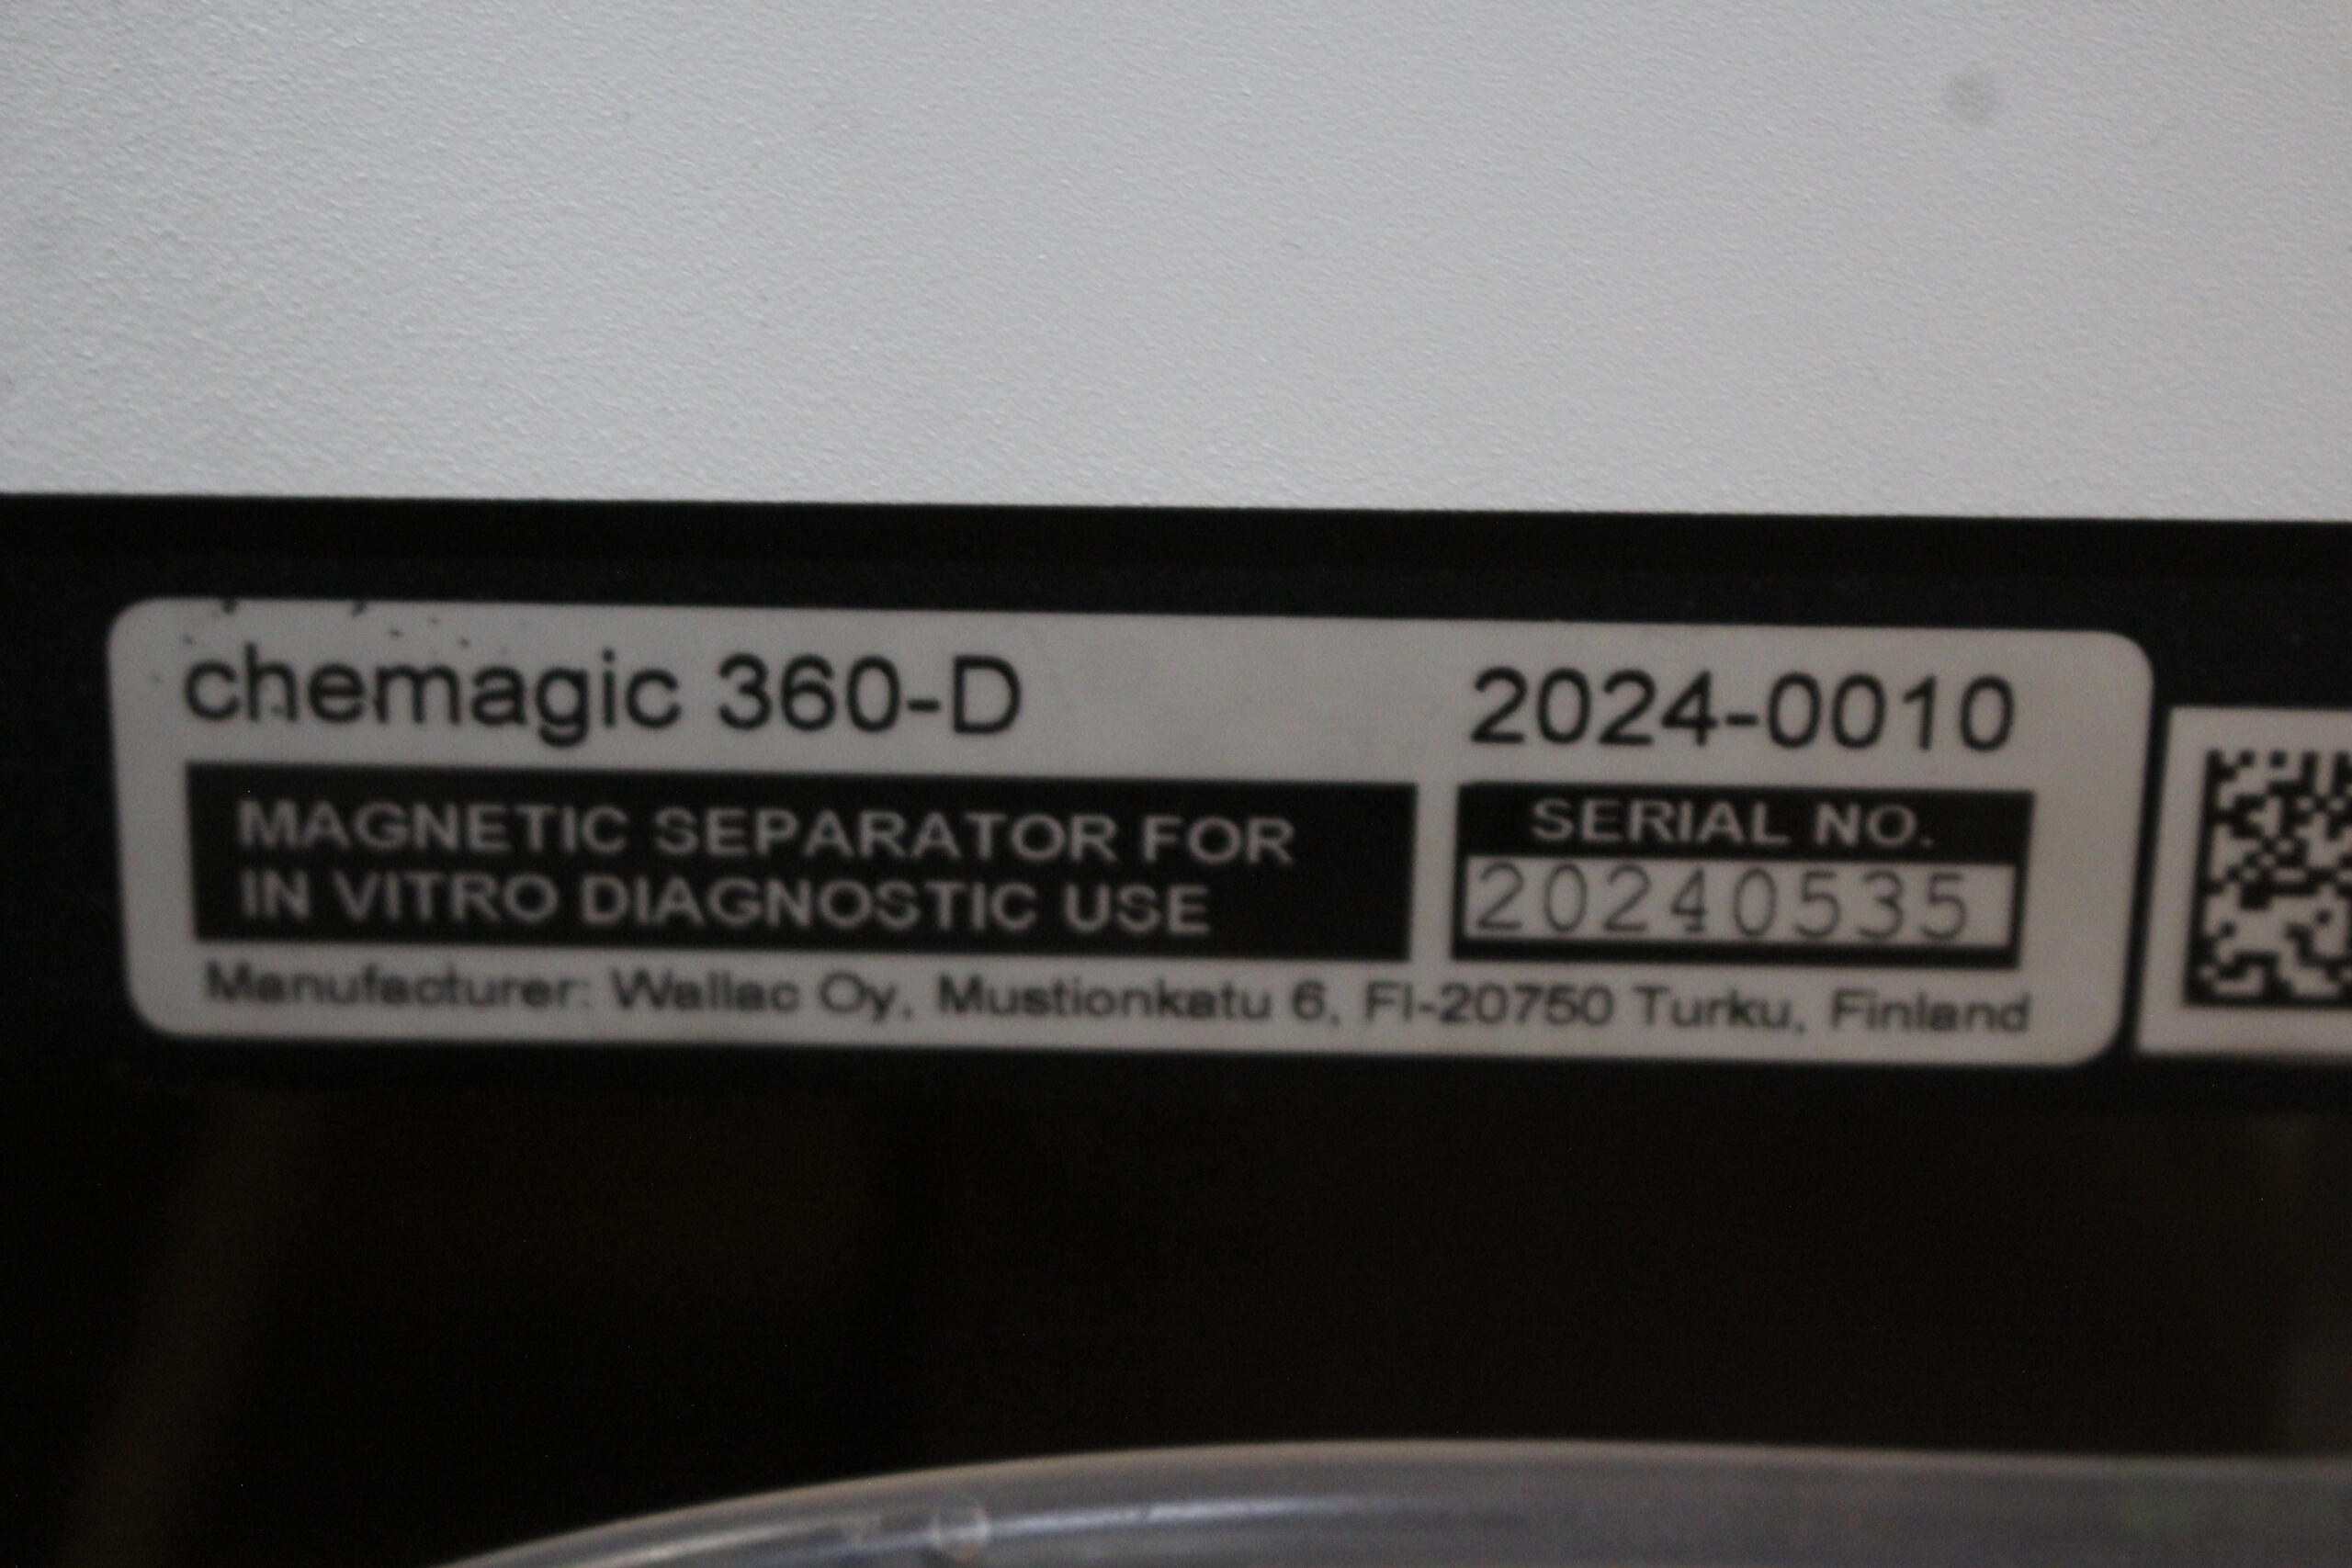 chemagic 360-D
2024-0010
MAGNETIC SEPARATOR FOR
IN VITRO DIAGNOSTIC USE
SERIAL NO.
20240535
Manufacturer: Wallac Oy, Mustionkatu 6, FI-20750 Turku, Finland